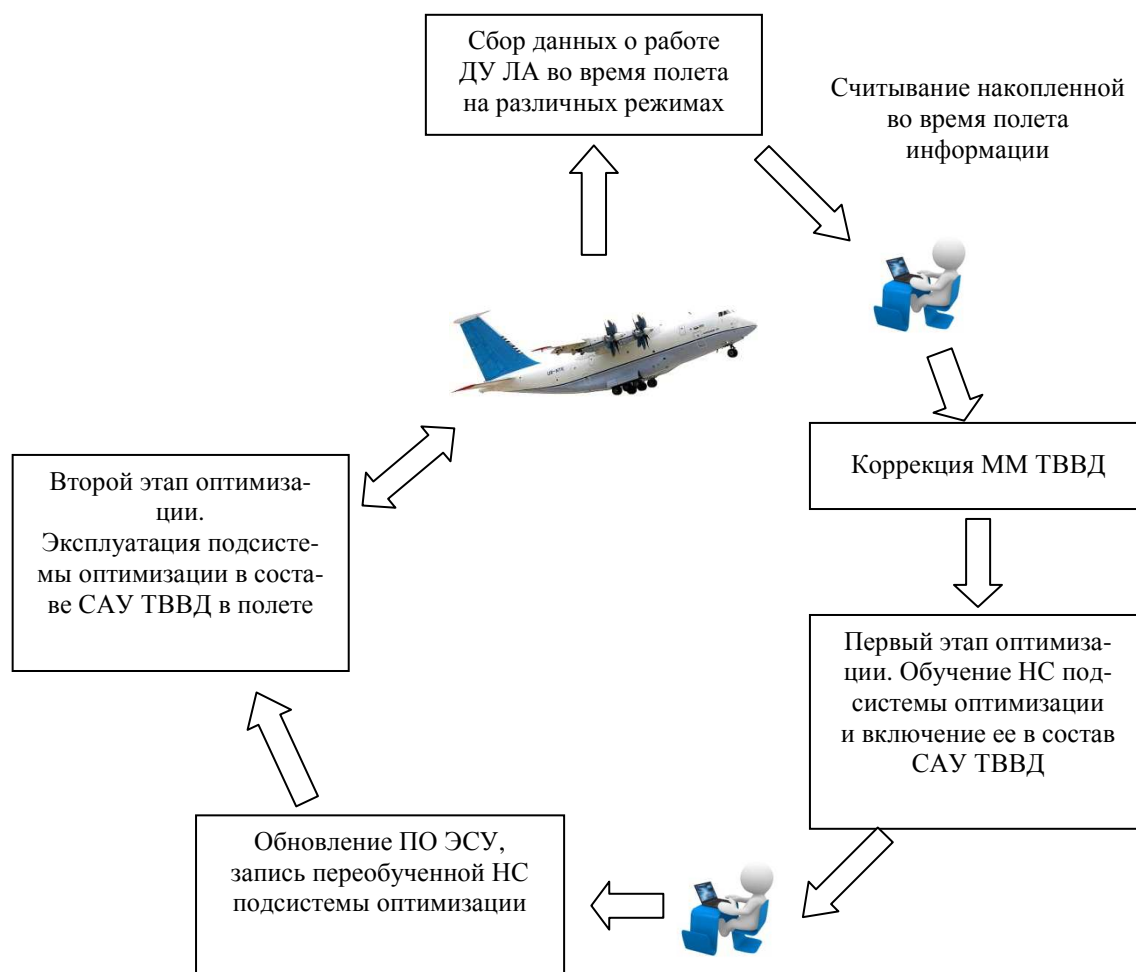 Сбор данных о работе
ДУ ЛА во время полета
на различных режимах
Считывание накопленной
во время полета
информации
Коррекция ММ ТВВД
Второй этап оптимиза-
ции.
Эксплуатация подсисте-
мы оптимизации в соста-
ве САУ ТВВД в полете
Первый этап оптимиза-
ции. Обучение НС под-
системы оптимизации
и включение ее в состав
САУ ТВВД
Обновление ПО ЭСУ,
запись переобученной НС
подсистемы оптимизации